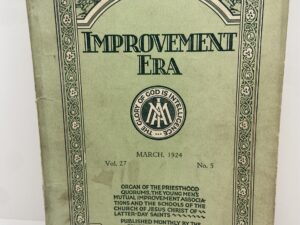 IMPROVEMENT
ERA
THE GLORY OF GOD IS INTELLIGENCE
MIA
MARCH, 1924
Vol. 27 No. 5
ORGAN OF THE PRIESTHOOD
QUORUMS, THE YOUNG MEN'S
MUTUAL IMPROVEMENT ASSOCIA-
TIONS AND THE SCHOOLS OF THE
CHURCH OF JESUS CHRIST OF
LATTER-DAY SAINTS
PUBLISHED MONTHLY BY THE